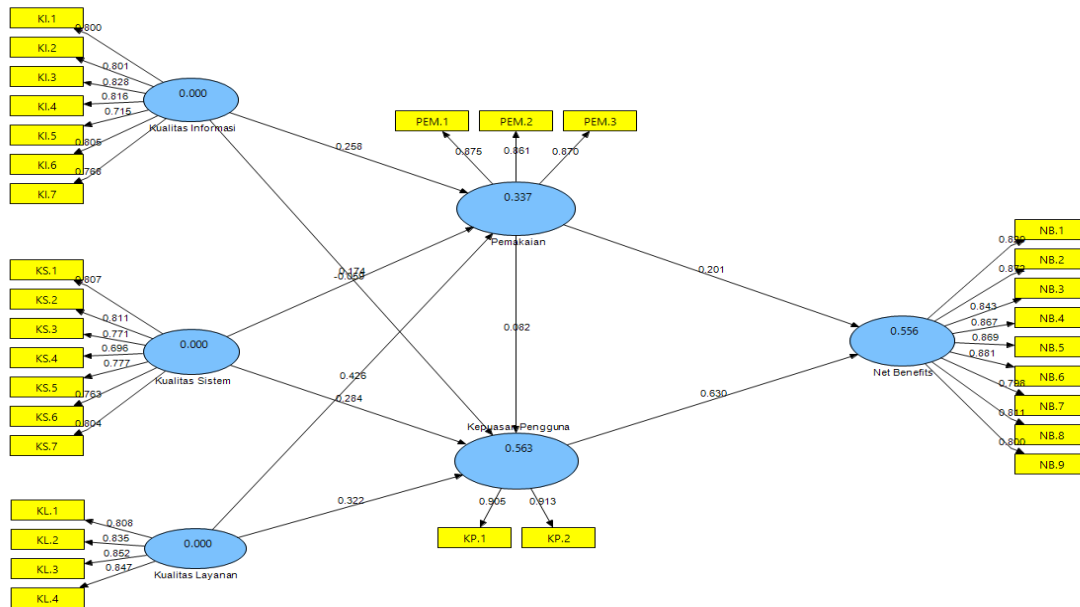 KI.1
0.800
KI.2
0.801
KI.3
0.828
KI.4
0.816
KI.5
0.715
KI.6
0.805
KI.7
0.768
0.000
Kualitas Informasi
PEM.1
PEM.2
PEM.3
0.875
0.861
0.870
0.258
0.337
Pemakaian
0.174
0.201
0.082
KS.1
0.807
KS.2
0.811
KS.3
0.771
KS.4
0.696
KS.5
0.777
KS.6
0.763
KS.7
0.804
0.000
Kualitas Sistem
0.426
0.284
0.630
Kepuasan Pengguna
0.563
0.322
0.905
0.913
KP.1
KP.2
KL.1
0.808
KL.2
0.835
KL.3
0.852
KL.4
0.847
0.000
Kualitas Layanan
0.556
Net Benefits
NB.1
NB.2
0.843
NB.3
0.867
NB.4
0.869
NB.5
0.881
NB.6
0.798
NB.7
0.811
NB.8
0.800
NB.9